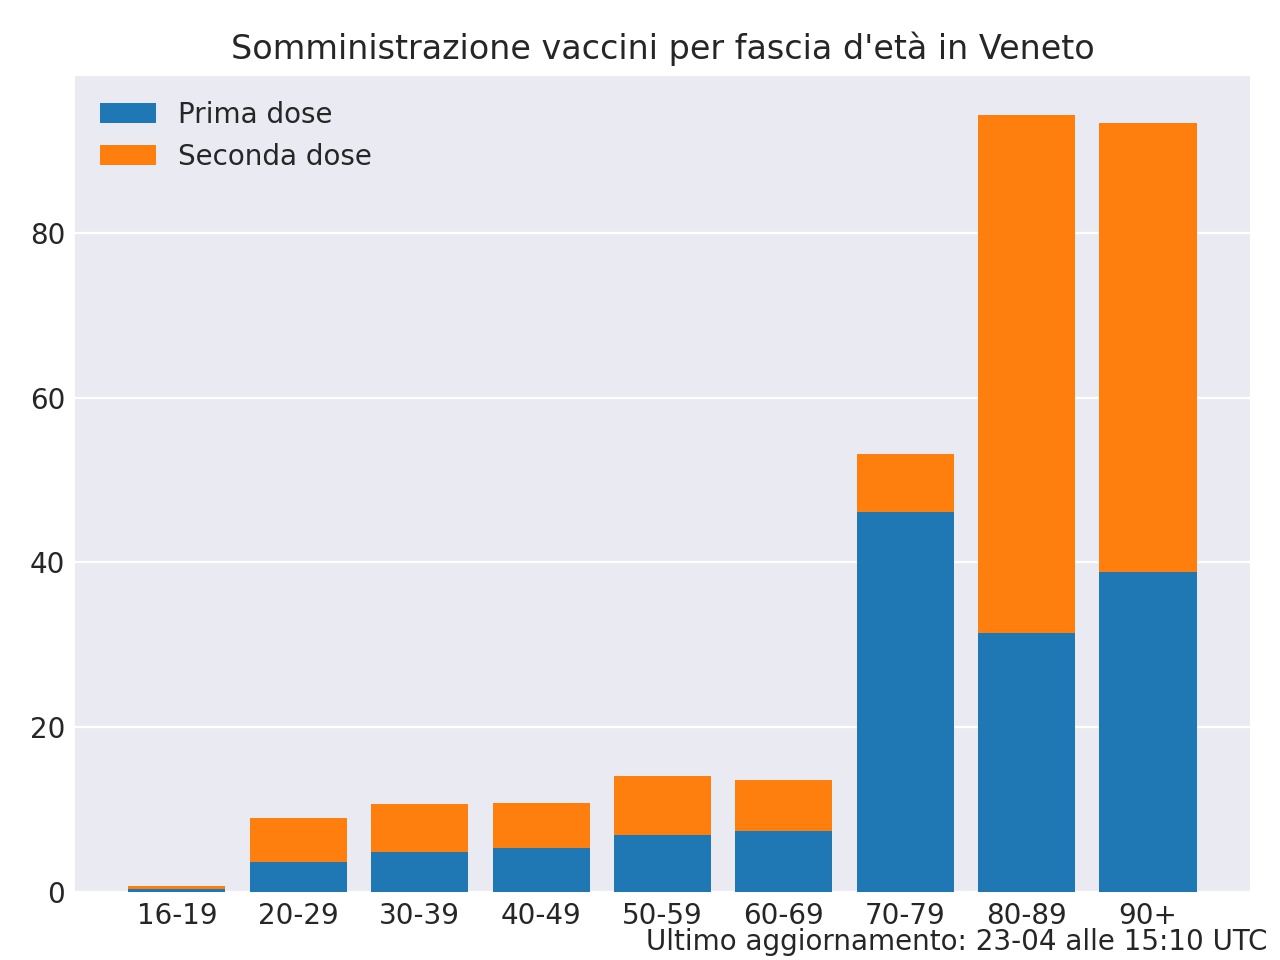 Somministrazione vaccini per fascia d'età in Veneto
Prima dose
Seconda dose
80
60
40
20
0
16-19 20-29 30-39 40-49 50-59 60-69 70-79 80-89 90+
Ultimo aggiornamento: 23-04 alle 15:10 UTC